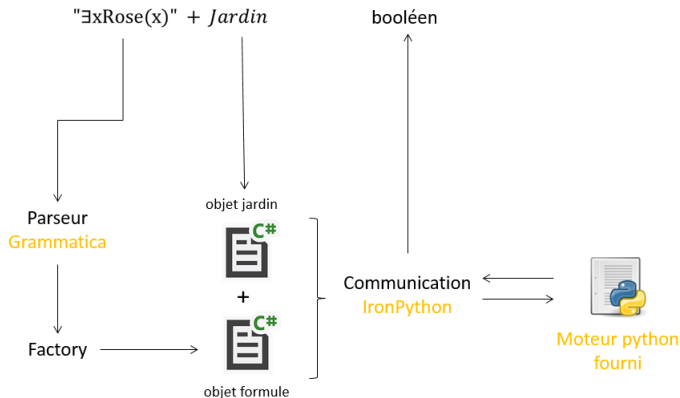 "∃xRose(x)" + Jardin
booléen
objet jardin
C#
Parseur
Grammatica
+
Communication
IronPython
C#
Factory
Moteur python
fourni
objet formule